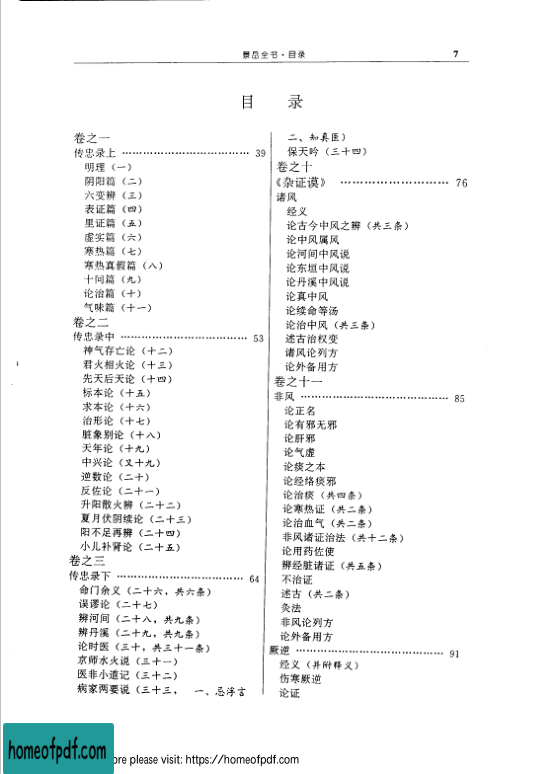 景岳全书·目录 7
目 录
卷之一
传忠录上 …………………………… 39
明理（一）
阴阳篇（二）
六变辨（三）
表证篇（四）
里证篇（五）
虚实篇（六）
寒热篇（七）
寒热真假篇（八）
十问篇（九）
论治篇（十）
气味篇（十一）
卷之二
传忠录中 …………………………… 53
神气存亡论（十二）
君火相火论（十三）
先天后天论（十四）
标本论（十五）
求本论（十六）
治形论（十七）
脏象别论（十八）
天年论（十九）
中兴论（又十九）
逆数论（二十）
反佐论（二十一）
升阳散火辨（二十二）
夏月伏阴续论（二十三）
阳不足再辨（二十四）
小儿补肾论（二十五）
卷之三
传忠录下 …………………………… 64
命门余义（二十六，共六条）
误谬论（二十七）
辨河间（二十八，共九条）
辨丹溪（二十九，共九条）
论时医（三十，共三十一条）
京师水火说（三十一）
医非小道记（三十二）
病家两要说（三十三， 一、忌浮言
二、知真医）
保天吟（三十四）
卷之十
《杂证谟》 ………………………… 76
诸风
经义
论古今中风之辨（共三条）
论中风属风
论河间中风说
论东垣中风说
论丹溪中风说
论真中风
论续命等汤
论治中风（共三条）
述古治权变
诸风论列方
论外备用方
卷之十一
非风 ………………………………… 85
论正名
论有邪无邪
论肝邪
论气虚
论痰之本
论经络痰邪
论治痰（共四条）
论寒热证（共二条）
论治血气（共二条）
非风诸证治法（共十二条）
论用药佐使
辨经脏诸证（共五条）
不治证
述古（共二条）
灸法
非风论列方
论外备用方
厥逆 ………………………………… 91
经义（并附释义）
伤寒厥逆
论证
homeofpdf.com
ore please visit: https://homeofpdf.com